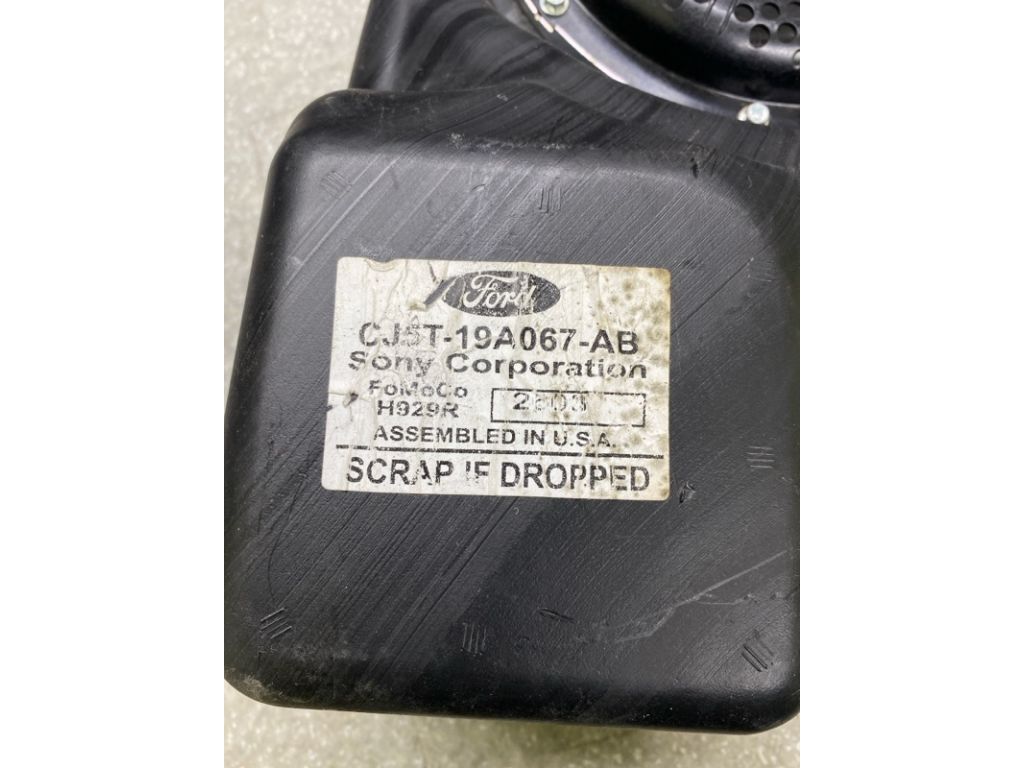 Ford
CJ5T-19A067-AB
Sony Corporation
FoMoCo
H929R
ASSEMBLED IN U.S.A.
SCRAP IF DROPPED